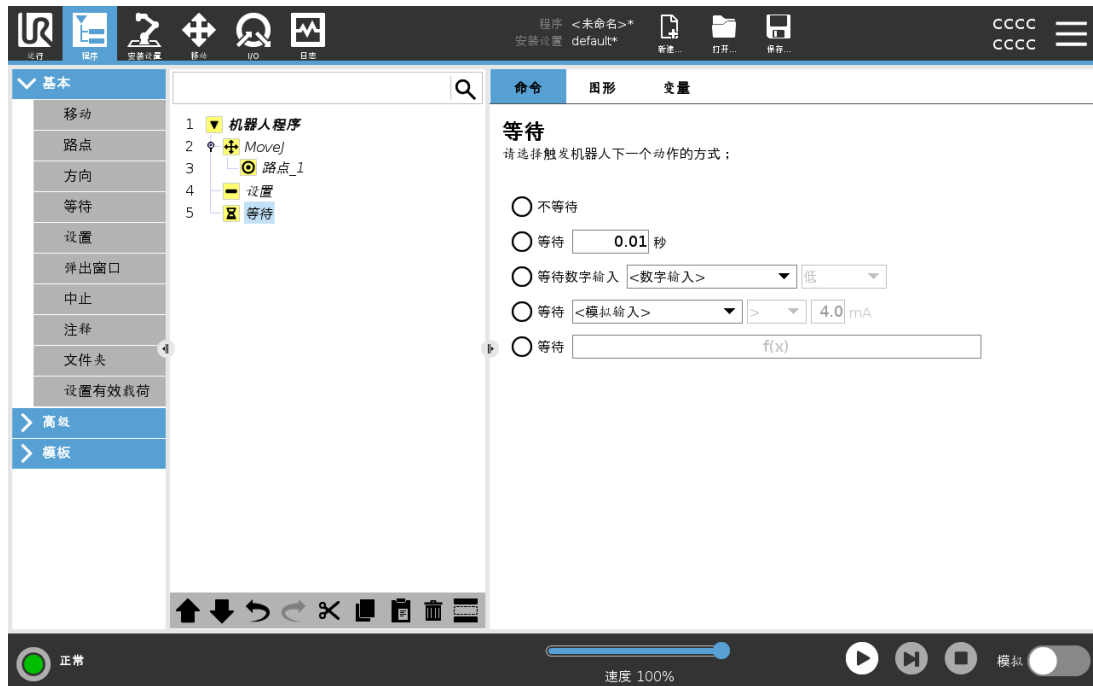 程序 <未命名>*
安装设置 default*
CCCC
CCCC
运行
程序
安装设置
移动
I/O
日志
新建...
打开...
保存...
基本
移动
路点
方向
等待
设置
弹出窗口
中止
注释
文件夹
设置有效载荷
高级
模板
1 机器人程序
2 MoveJ
3 路点_1
4 设置
5 等待
命令 图形 变量
等待
请选择触发机器人下一个动作的方式；
不等待
等待 0.01 秒
等待数字输入 <数字输入> 低
等待 <模拟输入> > 4.0 mA
等待 f(x)
正常
速度 100%
模拟